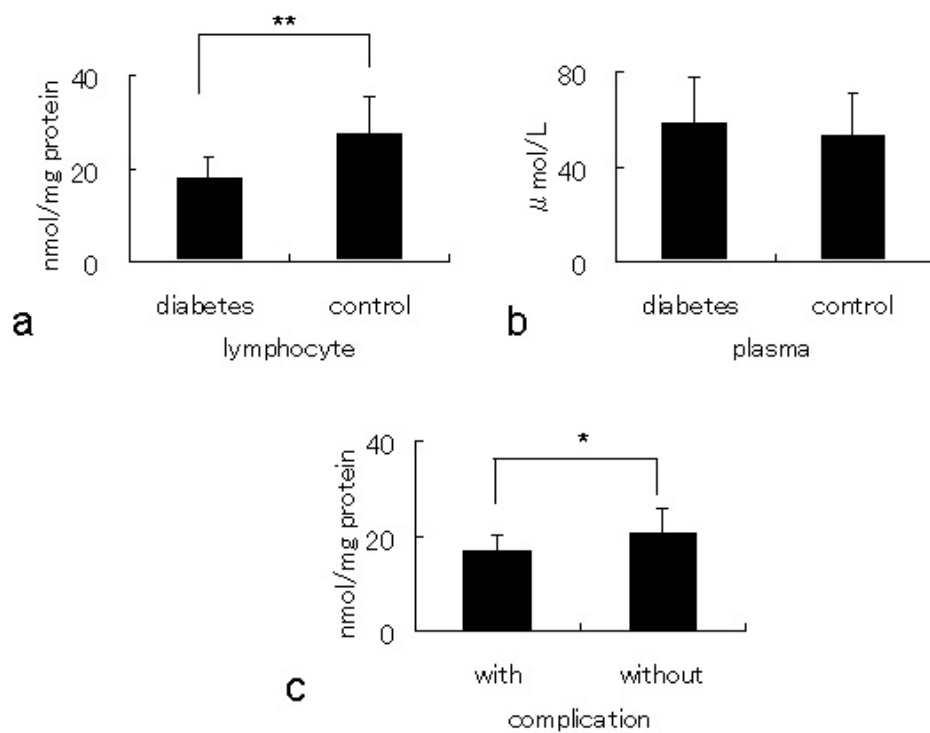 **
40
20
0
nmol/mg protein
diabetes control
lymphocyte
a
80
40
0
μ mol/L
diabetes control
plasma
b
*
40
20
0
nmol/mg protein
with without
complication
c